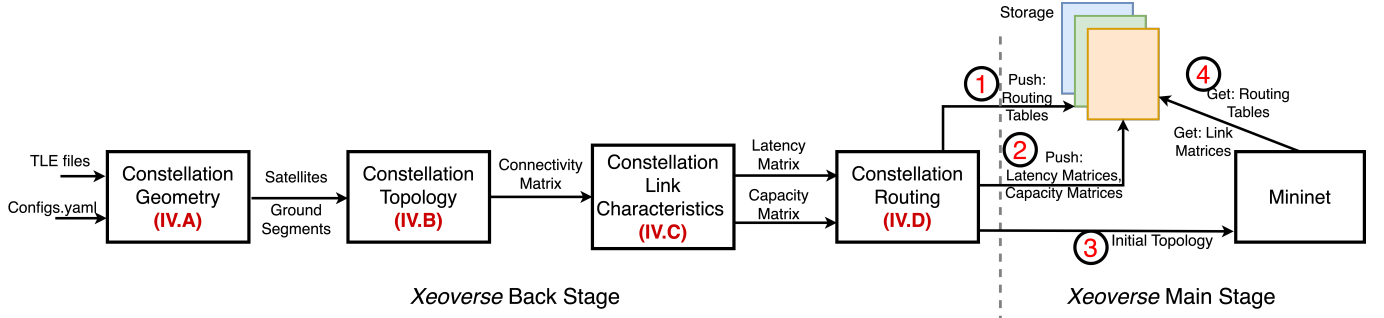 Storage
1
Push:
Routing
Tables
4
Get: Routing
Tables
Get: Link
Matrices
2
Push:
Latency Matrices,
Capacity Matrices
TLE files
Configs.yaml
Constellation
Geometry
(IV.A)
Satellites
Ground
Segments
Constellation
Topology
(IV.B)
Connectivity
Matrix
Constellation
Link
Characteristics
(IV.C)
Latency
Matrix
Capacity
Matrix
Constellation
Routing
(IV.D)
Mininet
3
Initial Topology
Xeoverse Back Stage
Xeoverse Main Stage